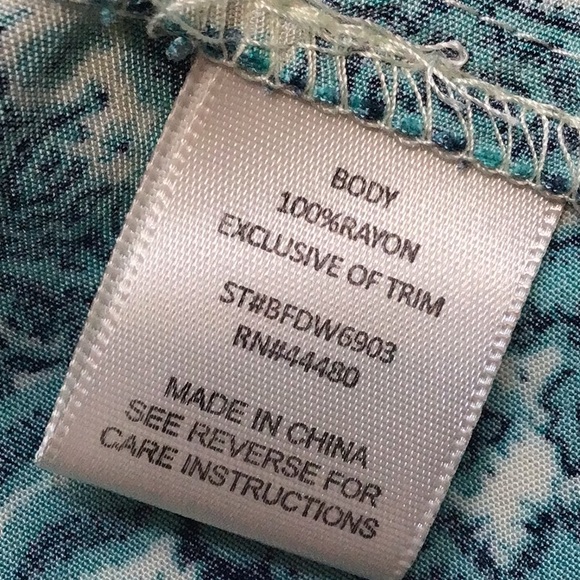 BODY
100%RAYON
EXCLUSIVE OF TRIM
ST#BFDW6903
RN#44480
MADE IN CHINA
SEE REVERSE FOR
CARE INSTRUCTIONS